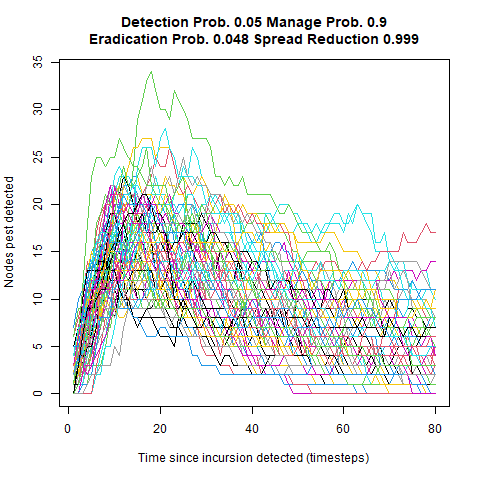 Detection Prob. 0.05 Manage Prob. 0.9
Eradication Prob. 0.048 Spread Reduction 0.999
35
30
25
20
15
10
5
0
Nodes pest detected
0 20 40 60 80
Time since incursion detected (timesteps)